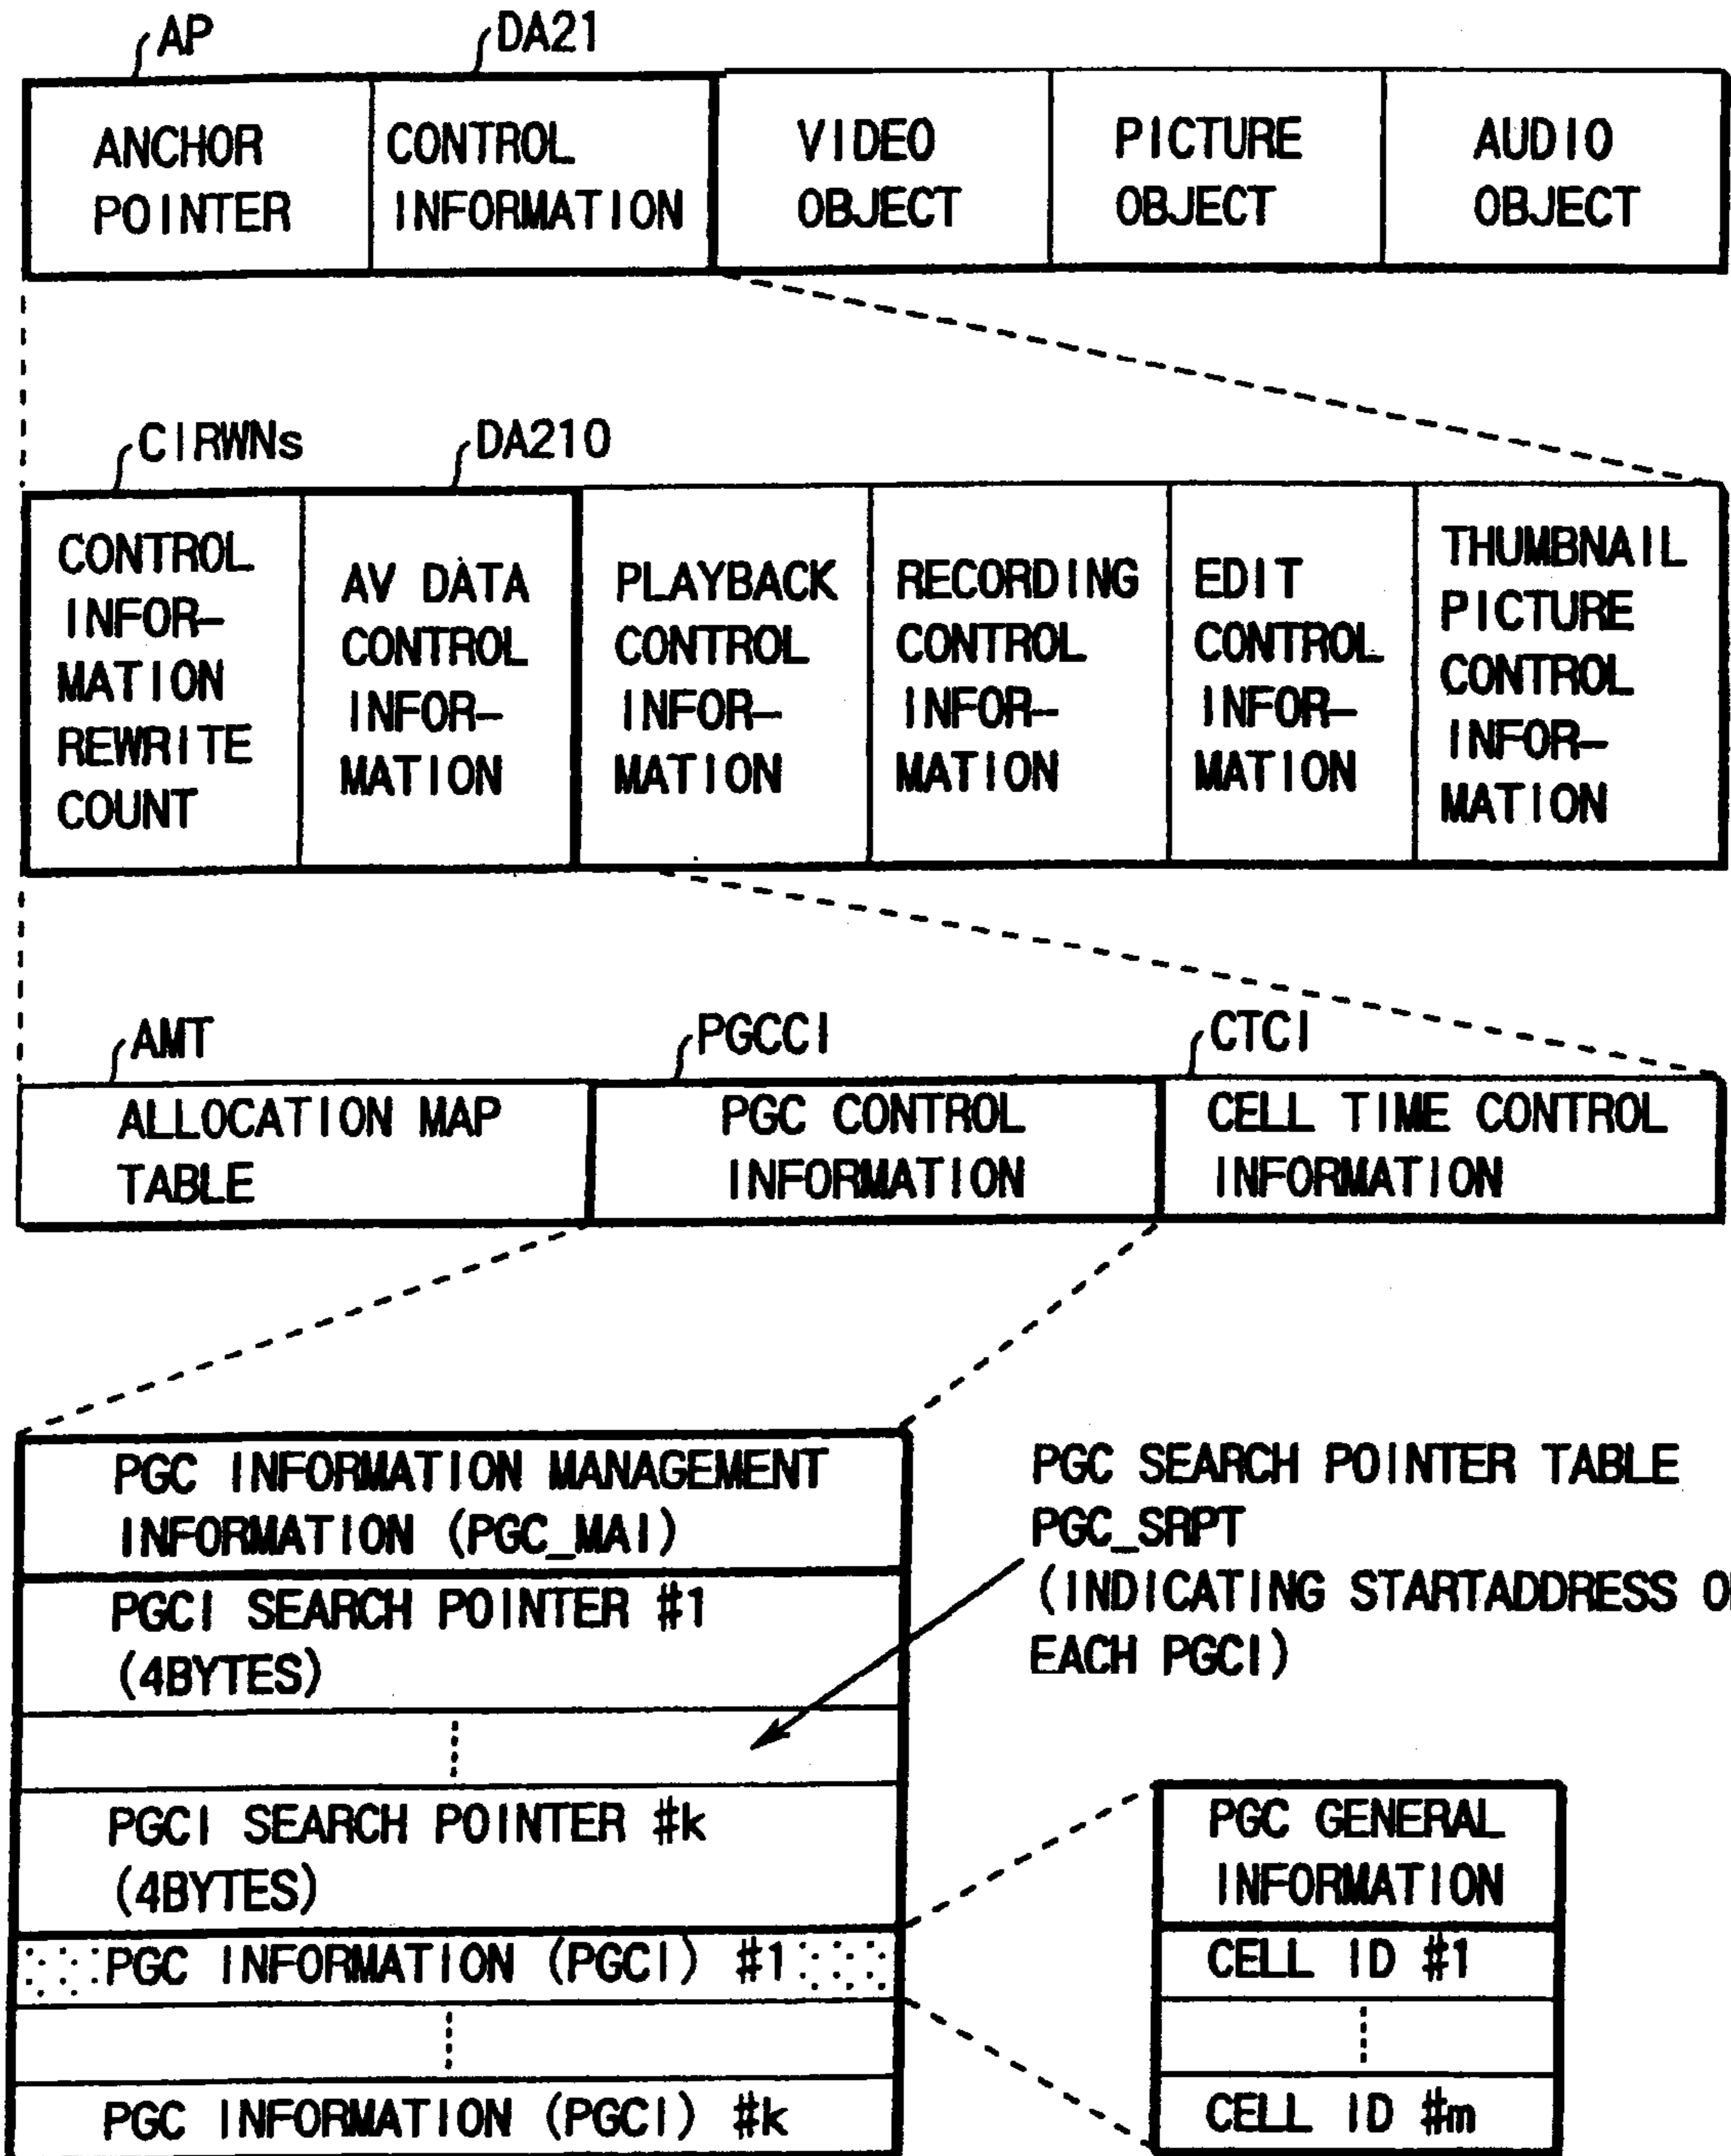 AP
DA21
ANCHOR
POINTER
CONTROL
INFORMATION
VIDEO
OBJECT
PICTURE
OBJECT
AUDIO
OBJECT
CIRWNs
DA210
CONTROL
INFOR-
MATION
REWRITE
COUNT
AV DATA
CONTROL
INFOR-
MATION
PLAYBACK
CONTROL
INFOR-
MATION
RECORDING
CONTROL
INFOR-
MATION
EDIT
CONTROL
INFOR-
MATION
THUMBNAIL
PICTURE
CONTROL
INFOR-
MATION
AMT
PGCCI
CTCI
ALLOCATION MAP
TABLE
PGC CONTROL
INFORMATION
CELL TIME CONTROL
INFORMATION
PGC INFORMATION MANAGEMENT
INFORMATION (PGC_MAI)
PGCI SEARCH POINTER #1
(4BYTES)
PGCI SEARCH POINTER #k
(4BYTES)
PGC INFORMATION (PGCI) #1
PGC INFORMATION (PGCI) #k
PGC SEARCH POINTER TABLE
PGC_SRPT
(INDICATING STARTADDRESS
EACH PGCI)
PGC GENERAL
INFORMATION
CELL ID #1
CELL ID #m